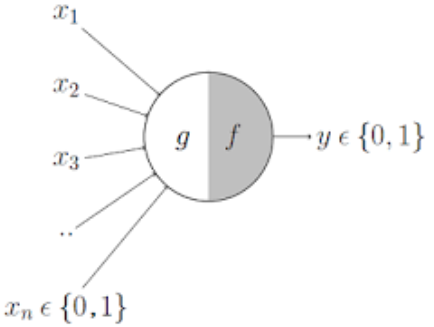 x₁
x₂
x₃
..
xₙ ϵ {0,1}
g
f
y ϵ {0,1}